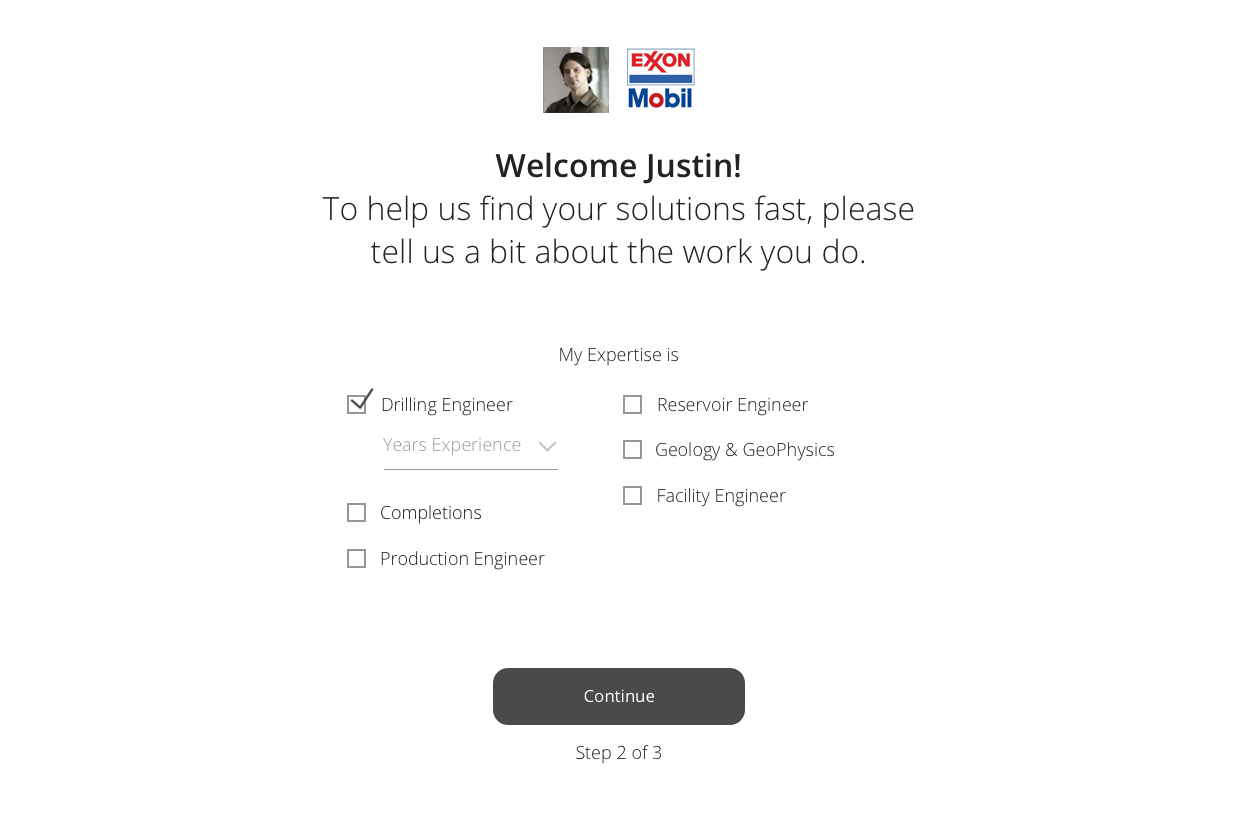 EXXON
Mobil
Welcome Justin!
To help us find your solutions fast, please
tell us a bit about the work you do.
My Expertise is
Drilling Engineer
Years Experience
Completions
Production Engineer
Reservoir Engineer
Geology & GeoPhysics
Facility Engineer
Continue
Step 2 of 3